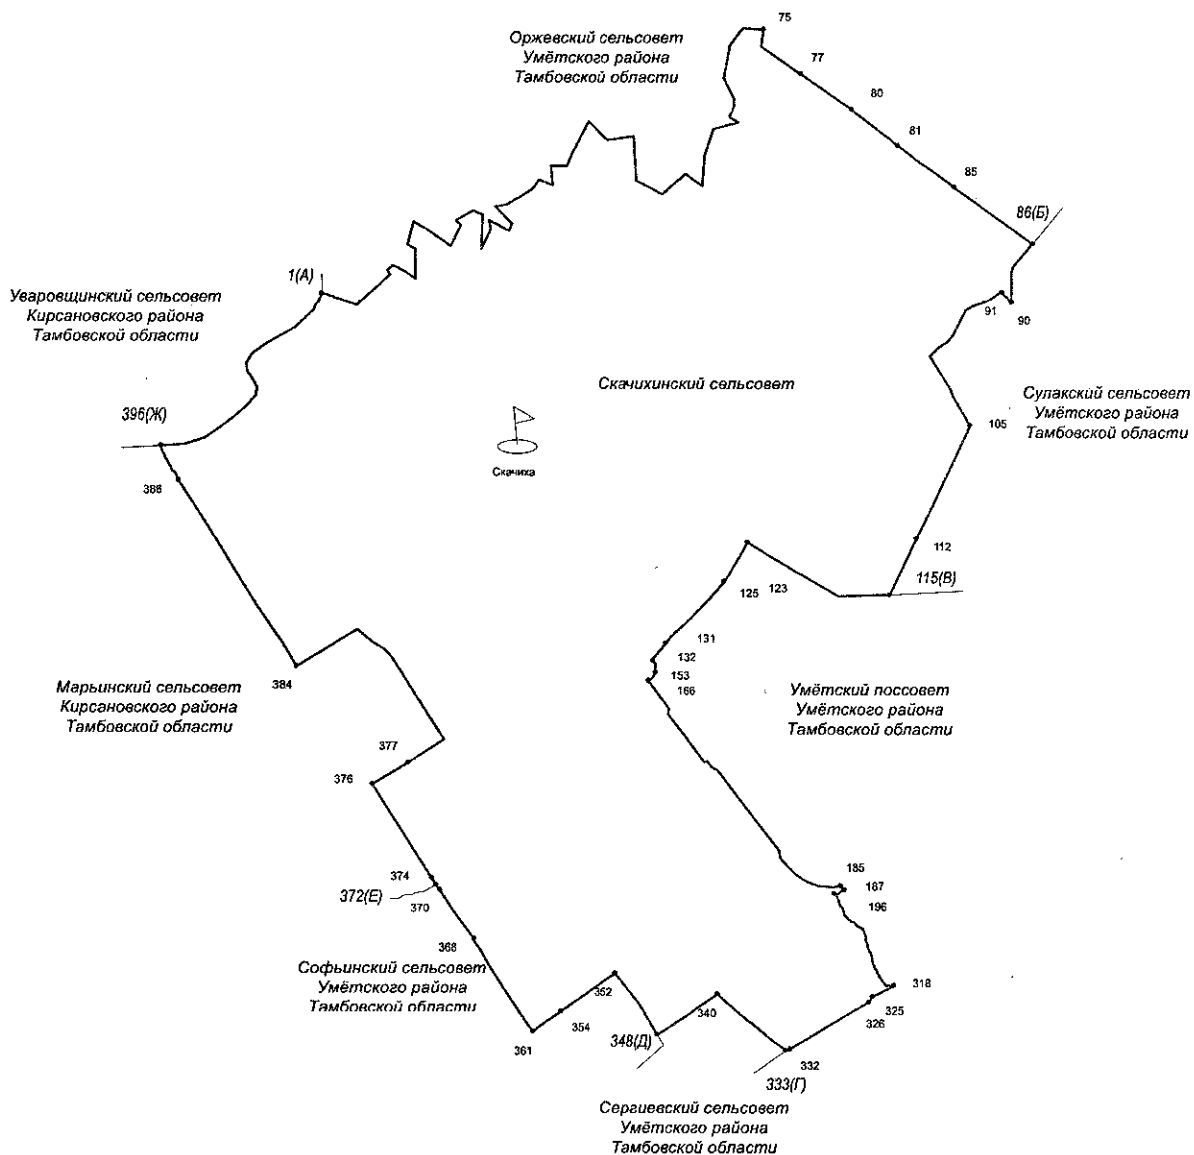 75
Оржевский сельсовет
Умётского района
Тамбовской области
77
80
81
85
86(Б)
1(А)
Уваровщинский сельсовет
Кирсановского района
Тамбовской области
91
90
Скачихинский сельсовет
Сулакский сельсовет
Умётского района
Тамбовской области
396(Ж)
105
Скачиха
388
112
115(В)
125
123
131
132
153
166
384
Марьинский сельсовет
Кирсановского района
Тамбовской области
Умётский поссовет
Умётского района
Тамбовской области
377
376
374
372(Е)
370
185
187
196
368
Софьинский сельсовет
Умётского района
Тамбовской области
352
354
361
340
348(Д)
318
325
326
332
333(Г)
Сергиевский сельсовет
Умётского района
Тамбовской области